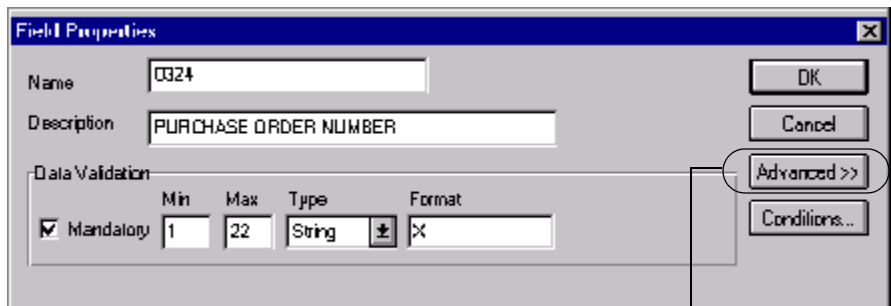 Field Properties
Name 0324 OK
Description PURCHASE ORDER NUMBER Cancel
Data Validation Advanced >>
Min Max Type Format
Mandatory 1 22 String X Conditions...